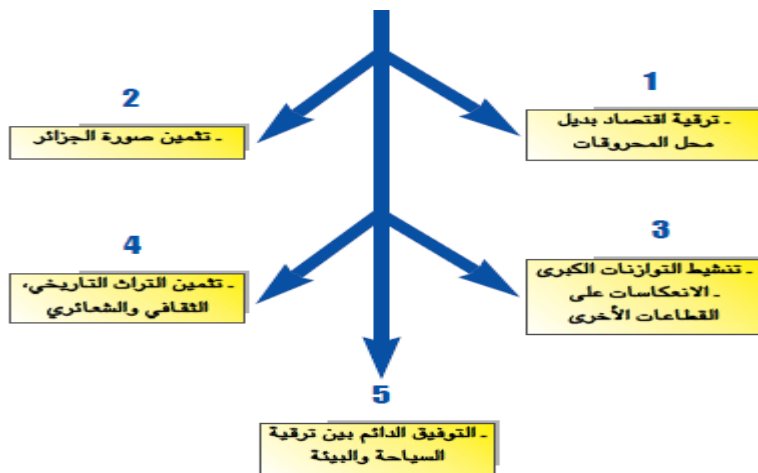 1
ـ ترقية اقتصاد بديل
محل المحروقات
2
ـ تثمين صورة الجزائر
3
ـ تنشيط التوازنات الكبرى
ـ الانعكاسات على
القطاعات الأخرى
4
ـ تثمين التراث التاريخي،
الثقافي والشعائري
5
ـ التوفيق الدائم بين ترقية
السياحة والبيئة